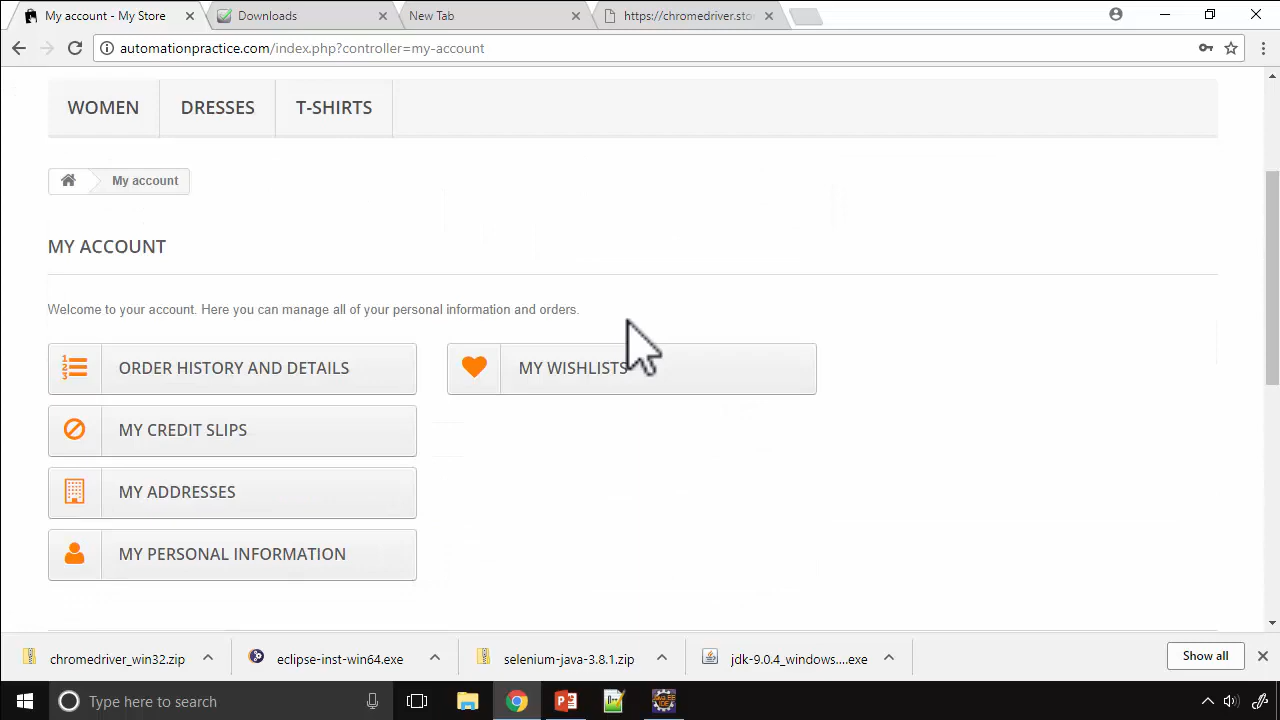 My account - My Store
Downloads
New Tab
https://chromedriver.sto
automationpractice.com/index.php?controller=my-account
WOMEN
DRESSES
T-SHIRTS
My account
MY ACCOUNT
Welcome to your account. Here you can manage all of your personal information and orders.
ORDER HISTORY AND DETAILS
MY WISHLISTS
MY CREDIT SLIPS
MY ADDRESSES
MY PERSONAL INFORMATION
chromedriver_win32.zip
eclipse-inst-win64.exe
selenium-java-3.8.1.zip
jdk-9.0.4_windows....exe
Show all
Type here to search